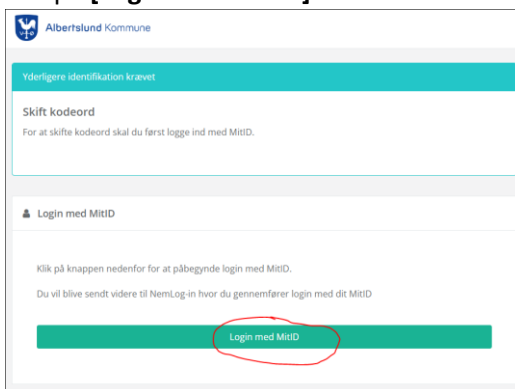 Albertslund Kommune
Yderligere identifikation krævet
Skift kodeord
For at skifte kodeord skal du først logge ind med MitID.
Login med MitID
Klik på knappen nedenfor for at påbegynde login med MitID.
Du vil blive sendt videre til NemLog-in hvor du gennemfører login med dit MitID
Login med MitID